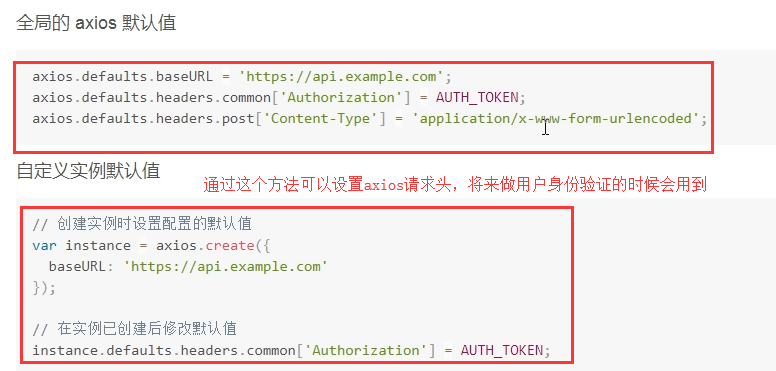 全局的 axios 默认值
axios.defaults.baseURL = 'https://api.example.com';
axios.defaults.headers.common['Authorization'] = AUTH_TOKEN;
axios.defaults.headers.post['Content-Type'] = 'application/x-www-form-urlencoded';
自定义实例默认值
通过这个方法可以设置axios请求头，将来做用户身份验证的时候会用到
// 创建实例时设置配置的默认值
var instance = axios.create({
  baseURL: 'https://api.example.com'
});
// 在实例已创建后修改默认值
instance.defaults.headers.common['Authorization'] = AUTH_TOKEN;